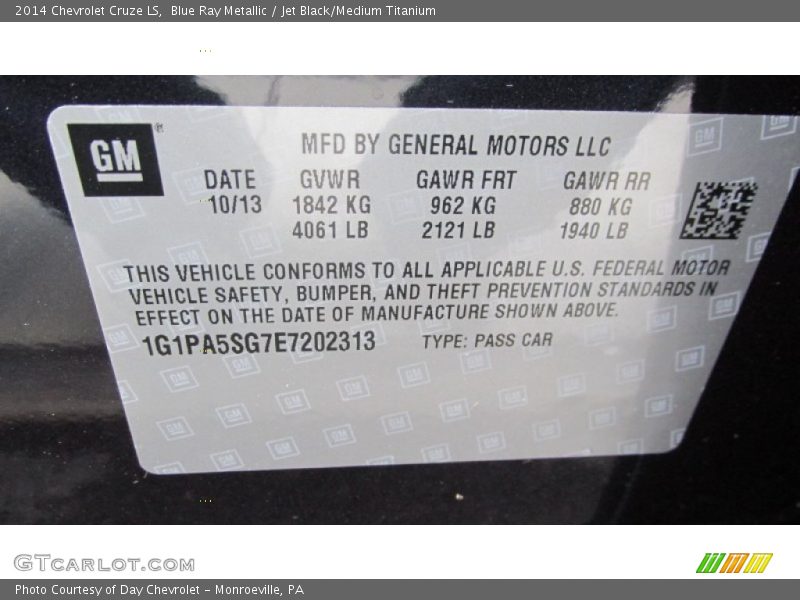 2014 Chevrolet Cruze LS, Blue Ray Metallic / Jet Black/Medium Titanium
GM®
MFD BY GENERAL MOTORS LLC
DATE GVWR GAWR FRT GAWR RR
10/13 1842 KG 962 KG 880 KG
4061 LB 2121 LB 1940 LB
THIS VEHICLE CONFORMS TO ALL APPLICABLE U.S. FEDERAL MOTOR
VEHICLE SAFETY, BUMPER, AND THEFT PREVENTION STANDARDS IN
EFFECT ON THE DATE OF MANUFACTURE SHOWN ABOVE.
1G1PA5SG7E7202313 TYPE: PASS CAR
GTCARLOT.COM
Photo Courtesy of Day Chevrolet - Monroeville, PA